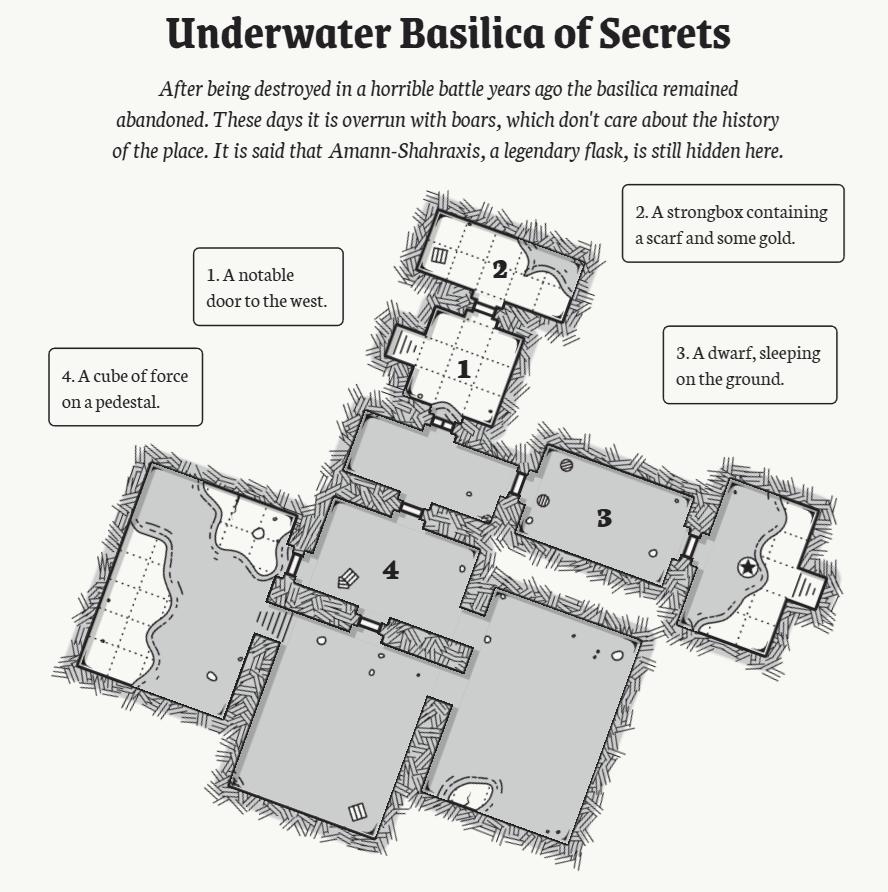 Underwater Basilica of Secrets
After being destroyed in a horrible battle years ago the basilica remained
abandoned. These days it is overrun with boars, which don't care about the history
of the place. It is said that Amann-Shahraxis, a legendary flask, is still hidden here.
2. A strongbox containing
a scarf and some gold.
1. A notable
door to the west.
3. A dwarf, sleeping
on the ground.
4. A cube of force
on a pedestal.
2
1
3
4